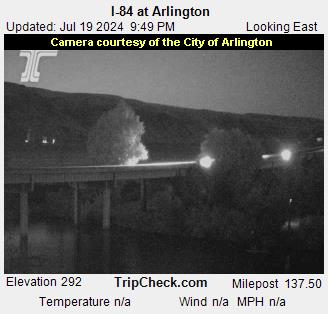 I-84 at Arlington
Updated: Jul 19 2024 9:49 PM Looking East
Camera courtesy of the City of Arlington
Elevation 292 TripCheck.com Milepost 137.50
Temperature n/a Wind n/a MPH n/a